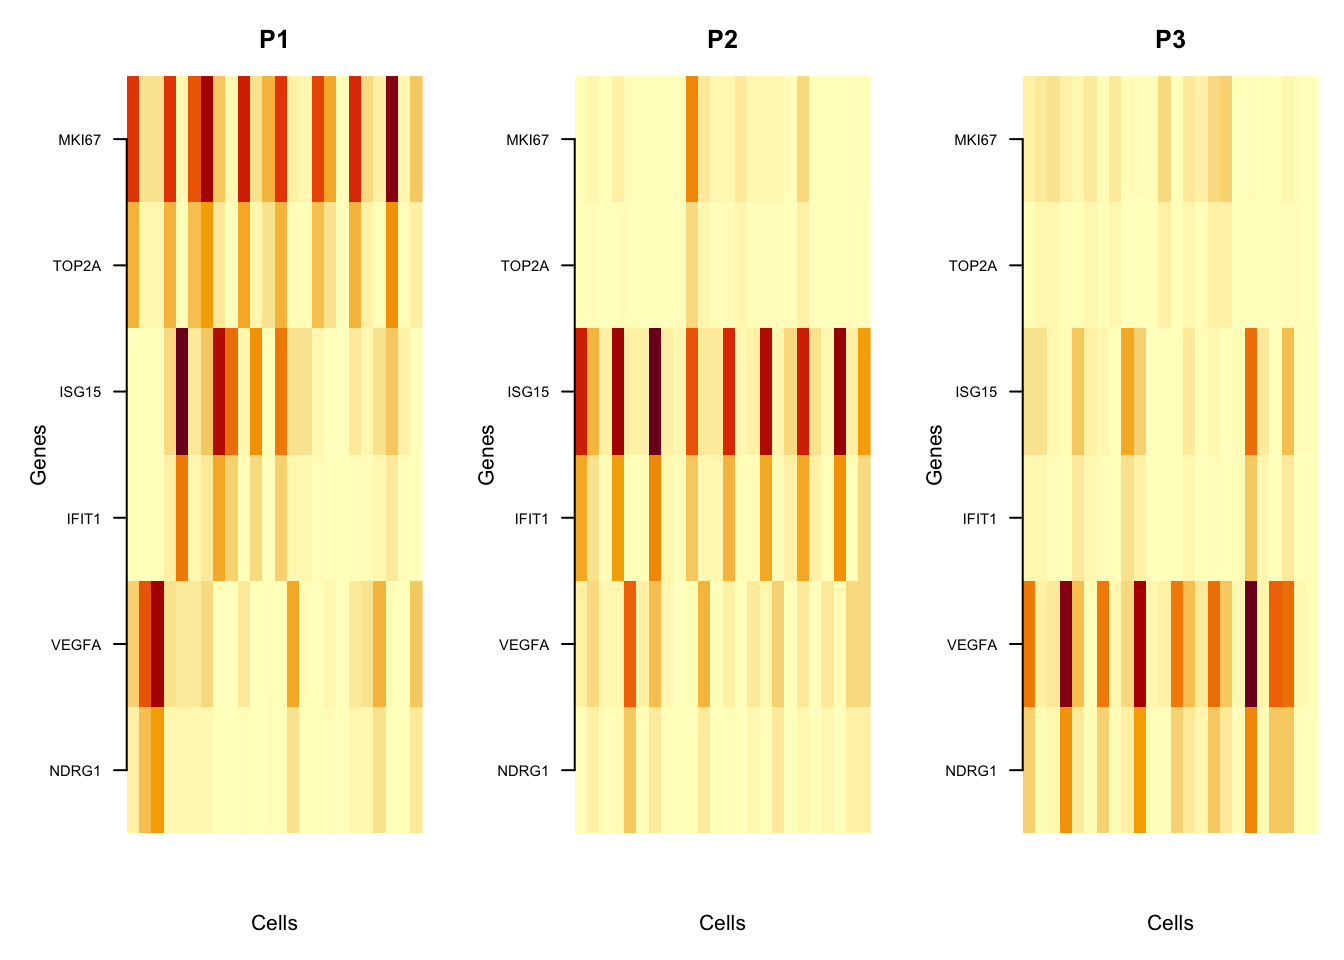 P1
MKI67
TOP2A
ISG15
IFIT1
VEGFA
NDRG1
Genes
Cells
P2
MKI67
TOP2A
ISG15
IFIT1
VEGFA
NDRG1
Genes
Cells
P3
MKI67
TOP2A
ISG15
IFIT1
VEGFA
NDRG1
Genes
Cells